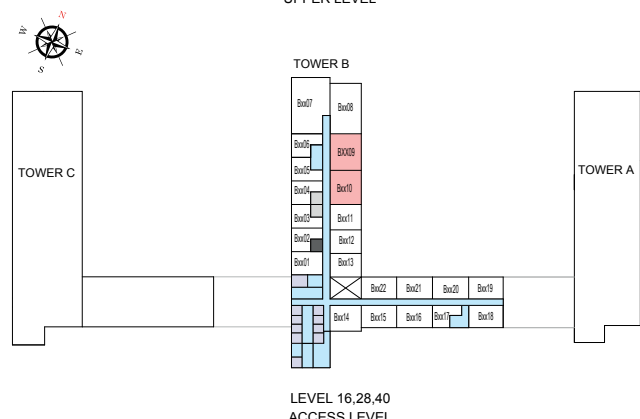 UPPER LEVEL
N
W
E
S
TOWER B
TOWER C
TOWER A
Bxx07
Bxx08
Bxx06
BXX09
Bxx05
Bxx04
Bxx10
Bxx03
Bxx11
Bxx02
Bxx12
Bxx01
Bxx13
Bxx22
Bxx21
Bxx20
Bxx19
Bxx14
Bxx15
Bxx16
Bxx17
Bxx18
LEVEL 16,28,40
ACCESS LEVEL